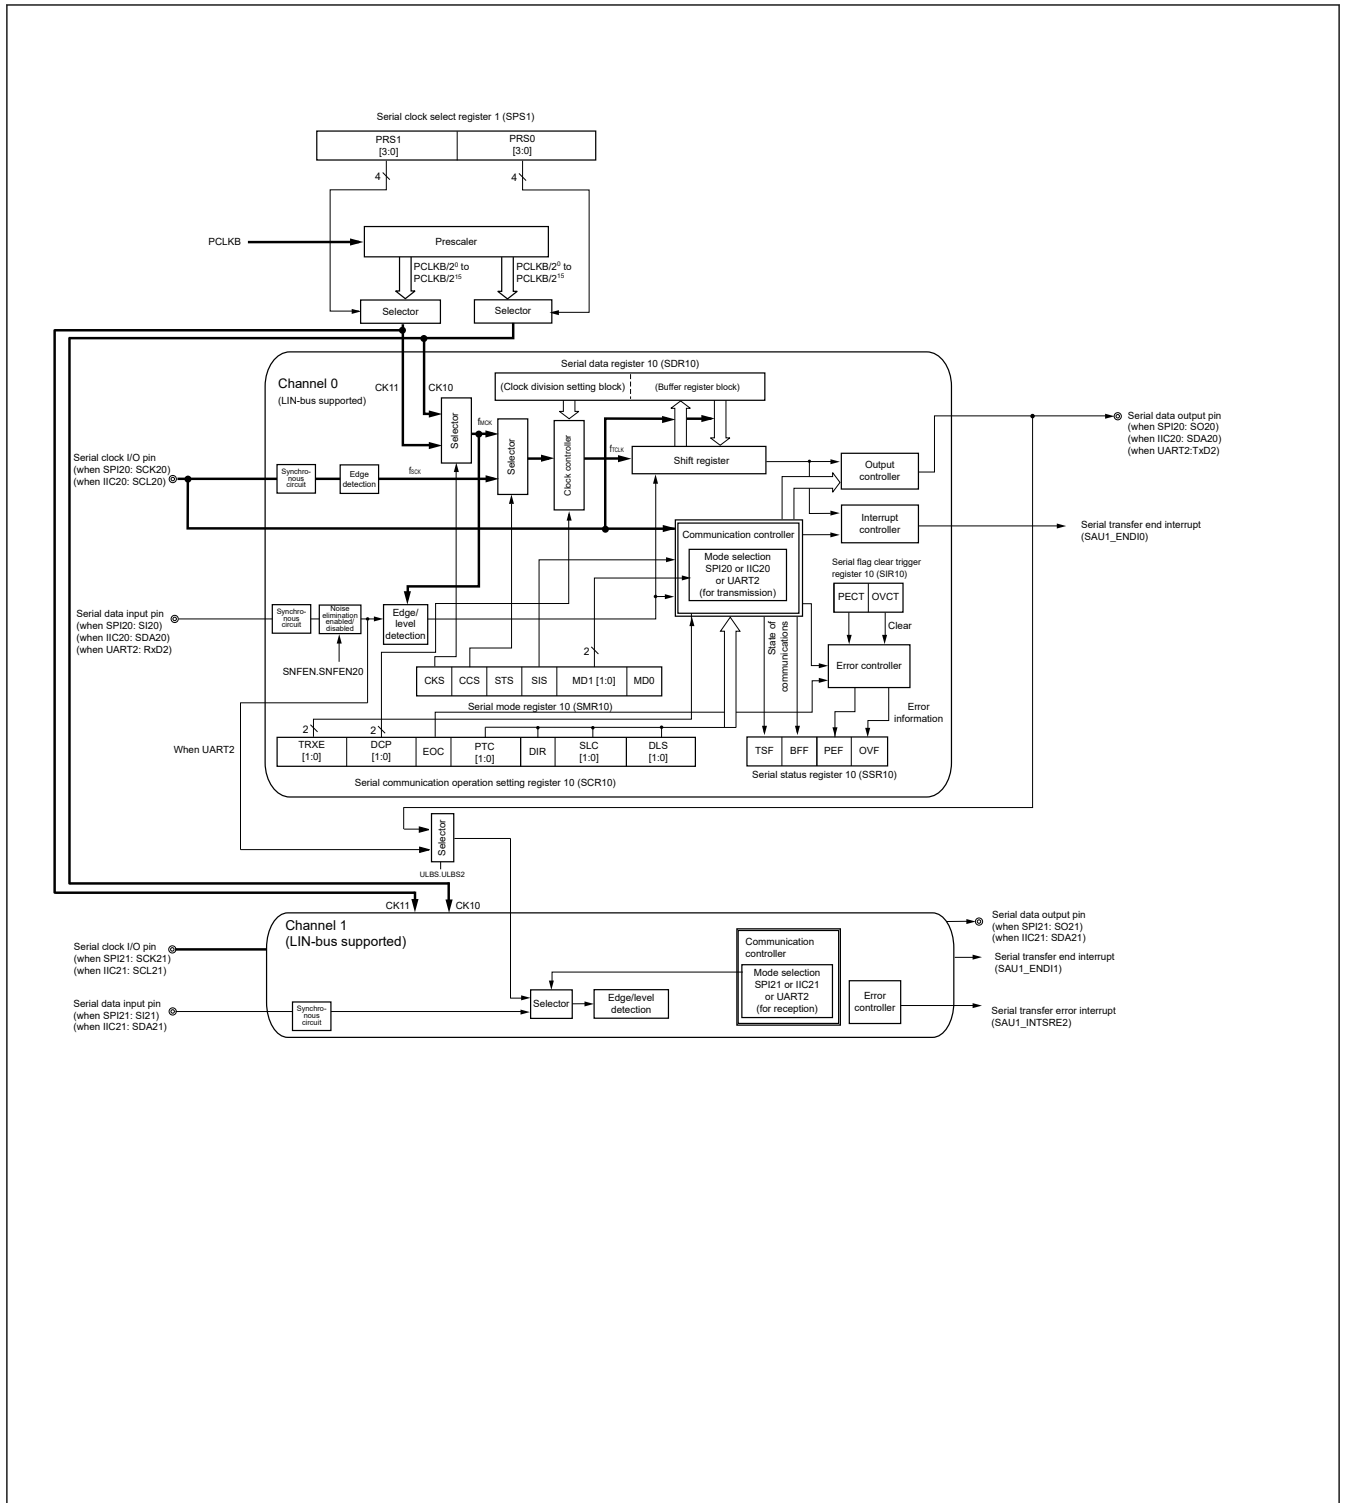 Serial clock select register 1 (SPS1)
PRS1
[3:0]
PRS0
[3:0]
4
4
PCLKB
Prescaler
PCLKB/2⁰ to
PCLKB/2¹⁵
PCLKB/2⁰ to
PCLKB/2¹⁵
Selector
Selector
Channel 0
(LIN-bus supported)
CK11
CK10
Serial data register 10 (SDR10)
(Clock division setting block)
(Buffer register block)
Selector
fMCK
Selector
Clock controller
fTCLK
Shift register
Output
controller
Serial data output pin
(when SPI20: SO20)
(when IIC20: SDA20)
(when UART2:TxD2)
Serial clock I/O pin
(when SPI20: SCK20)
(when IIC20: SCL20)
Synchro-
nous
circuit
Edge
detection
fSCK
Interrupt
controller
Serial transfer end interrupt
(SAU1_ENDI0)
Communication controller
Mode selection
SPI20 or IIC20
or UART2
(for transmission)
Serial flag clear trigger
register 10 (SIR10)
PECT
OVCT
Clear
Serial data input pin
(when SPI20: SI20)
(when IIC20: SDA20)
(when UART2: RxD2)
Synchro-
nous
circuit
Noise
elimination
enabled/
disabled
Edge/
level
detection
SNFEN.SNFEN20
2
State of
communications
Error controller
Error
information
CKS
CCS
STS
SIS
MD1 [1:0]
MD0
Serial mode register 10 (SMR10)
When UART2
2
2
TRXE
[1:0]
DCP
[1:0]
EOC
PTC
[1:0]
DIR
SLC
[1:0]
DLS
[1:0]
Serial communication operation setting register 10 (SCR10)
TSF
BFF
PEF
OVF
Serial status register 10 (SSR10)
Selector
ULBS.ULBS2
CK11
CK10
Channel 1
(LIN-bus supported)
Serial clock I/O pin
(when SPI21: SCK21)
(when IIC21: SCL21)
Serial data input pin
(when SPI21: SI21)
(when IIC21: SDA21)
Synchro-
nous
circuit
Selector
Edge/level
detection
Communication
controller
Mode selection
SPI21 or IIC21
or UART2
(for reception)
Error
controller
Serial data output pin
(when SPI21: SO21)
(when IIC21: SDA21)
Serial transfer end interrupt
(SAU1_ENDI1)
Serial transfer error interrupt
(SAU1_INTSRE2)